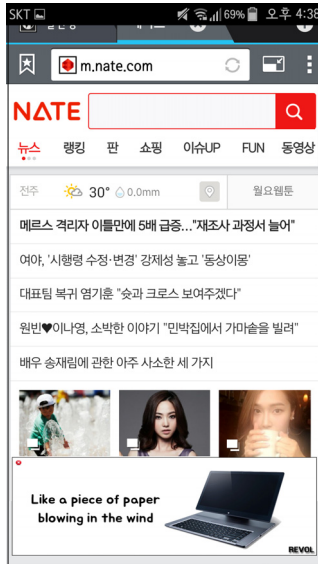 SKT 69% 오후 4:38
m.nate.com
NATE
뉴스 랭킹 판 쇼핑 이슈UP FUN 동영상
전주 30° 0.0mm 월요웹툰
메르스 격리자 이틀만에 5배 급증..."재조사 과정서 늘어"
여야, '시행령 수정·변경' 강제성 놓고 '동상이몽'
대표팀 복귀 염기훈 "슛과 크로스 보여주겠다"
원빈♥이나영, 소박한 이야기 "민박집에서 가마솥을 빌려"
배우 송재림에 관한 아주 사소한 세 가지
Like a piece of paper
blowing in the wind
REVOL